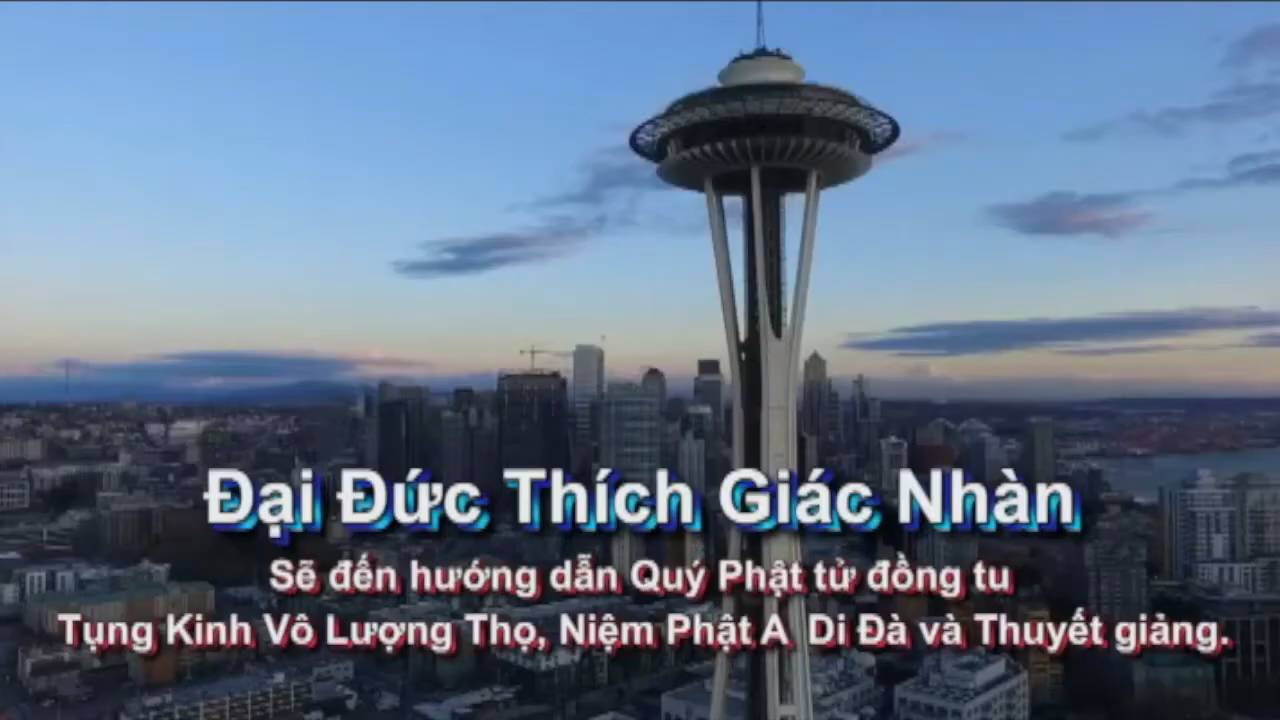 Đại Đức Thích Giác Nhàn
Sẽ đến hướng dẫn Quý Phật tử đồng tu
Tụng Kinh Vô Lượng Thọ, Niệm Phật A Di Đà và Thuyết giảng.